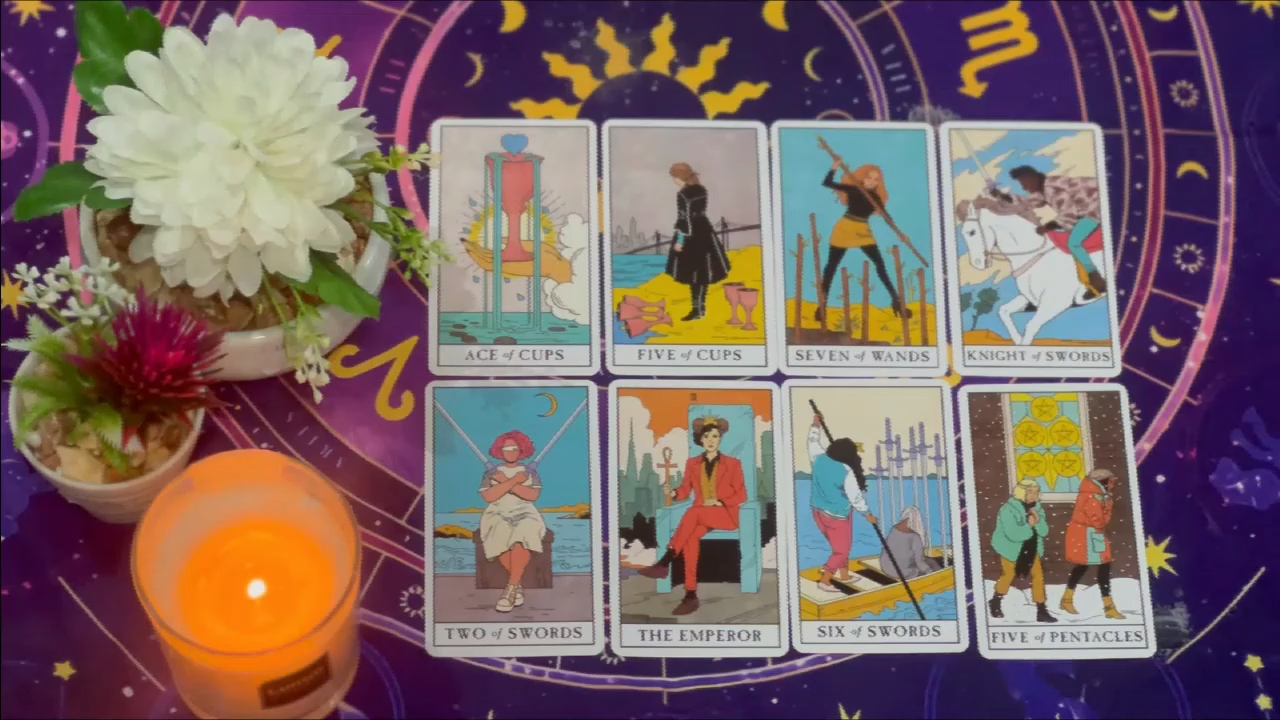 ACE of CUPS
FIVE of CUPS
SEVEN of WANDS
KNIGHT of SWORDS
TWO of SWORDS
THE EMPEROR
SIX of SWORDS
FIVE of PENTACLES